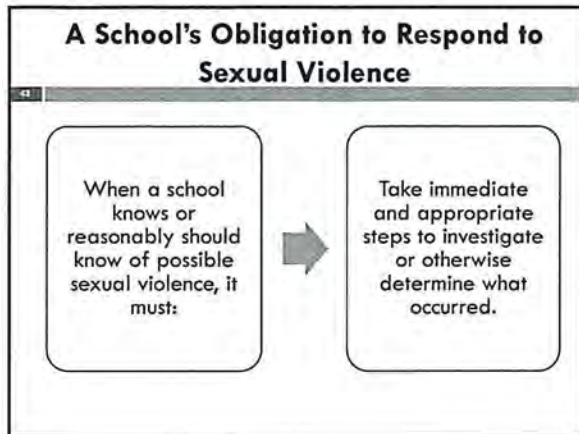 A School's Obligation to Respond to
Sexual Violence
When a school
knows or
reasonably should
know of possible
sexual violence, it
must:
Take immediate
and appropriate
steps to investigate
or otherwise
determine what
occurred.